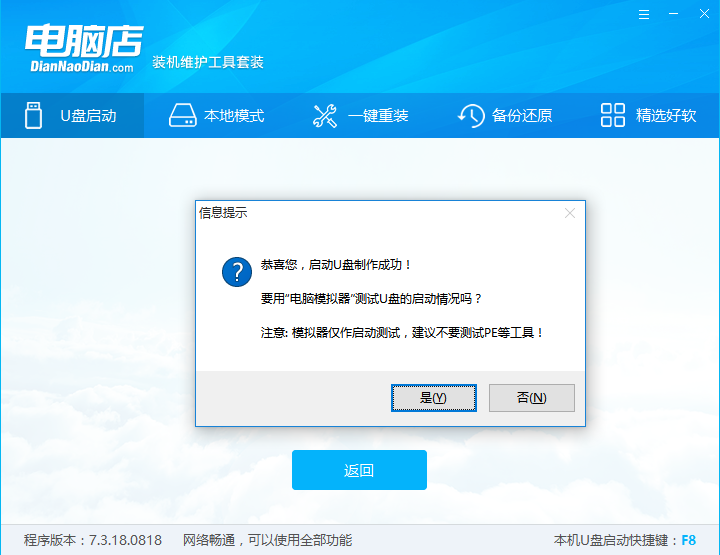 电脑店
DianNaoDian.com
装机维护工具套装
U盘启动
本地模式
一键重装
备份还原
精选好软
信息提示
恭喜您，启动U盘制作成功！
要用“电脑模拟器”测试U盘的启动情况吗？
注意: 模拟器仅作启动测试，建议不要测试PE等工具！
是(Y)
否(N)
返回
程序版本：7.3.18.0818
网络畅通，可以使用全部功能
本机U盘启动快捷键：F8